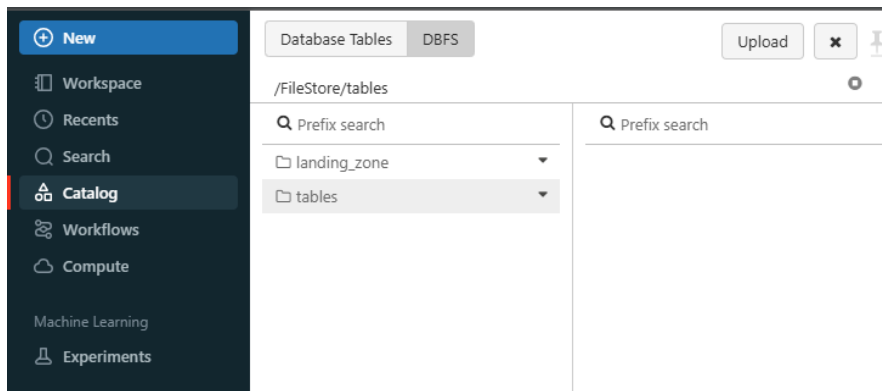 New
Workspace
Recents
Search
Catalog
Workflows
Compute
Machine Learning
Experiments
Database Tables
DBFS
Upload
/FileStore/tables
Prefix search
landing_zone
tables
Prefix search